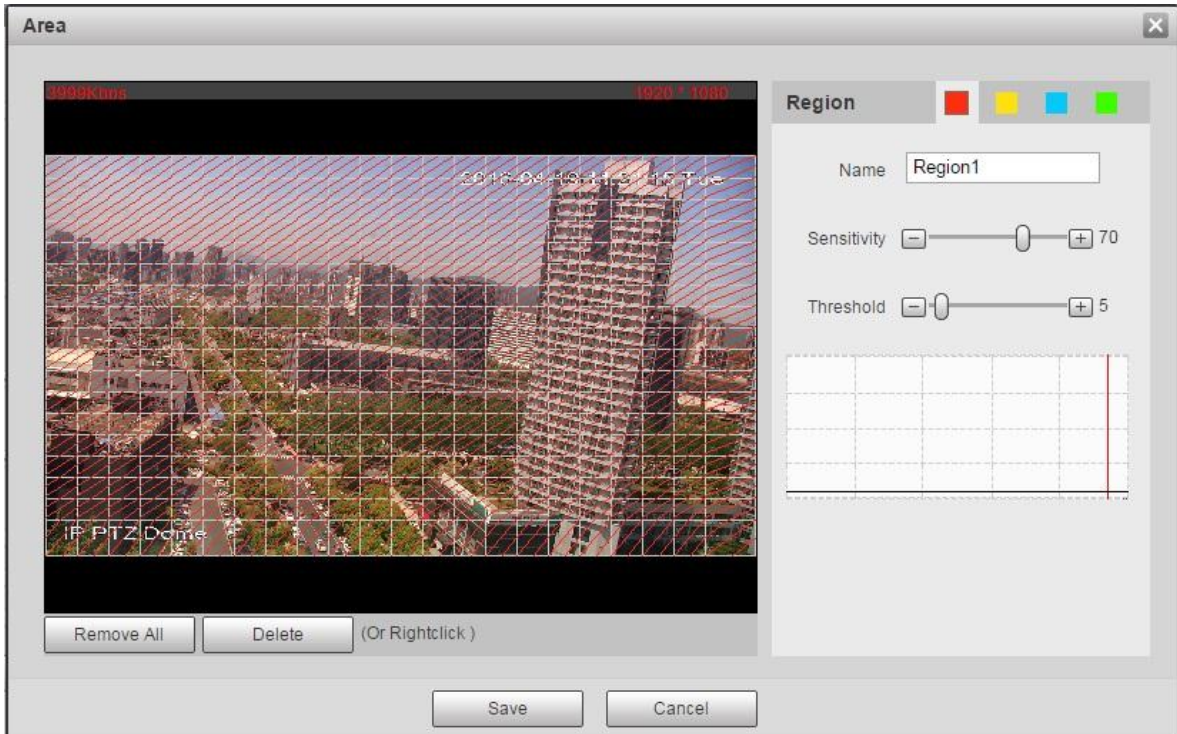 Area
3999Kbps
1920 * 1080
Region
Name
Region1
Sensitivity
70
Threshold
5
Tue
IP PTZ Dome
Remove All
Delete
(Or Rightclick )
Save
Cancel